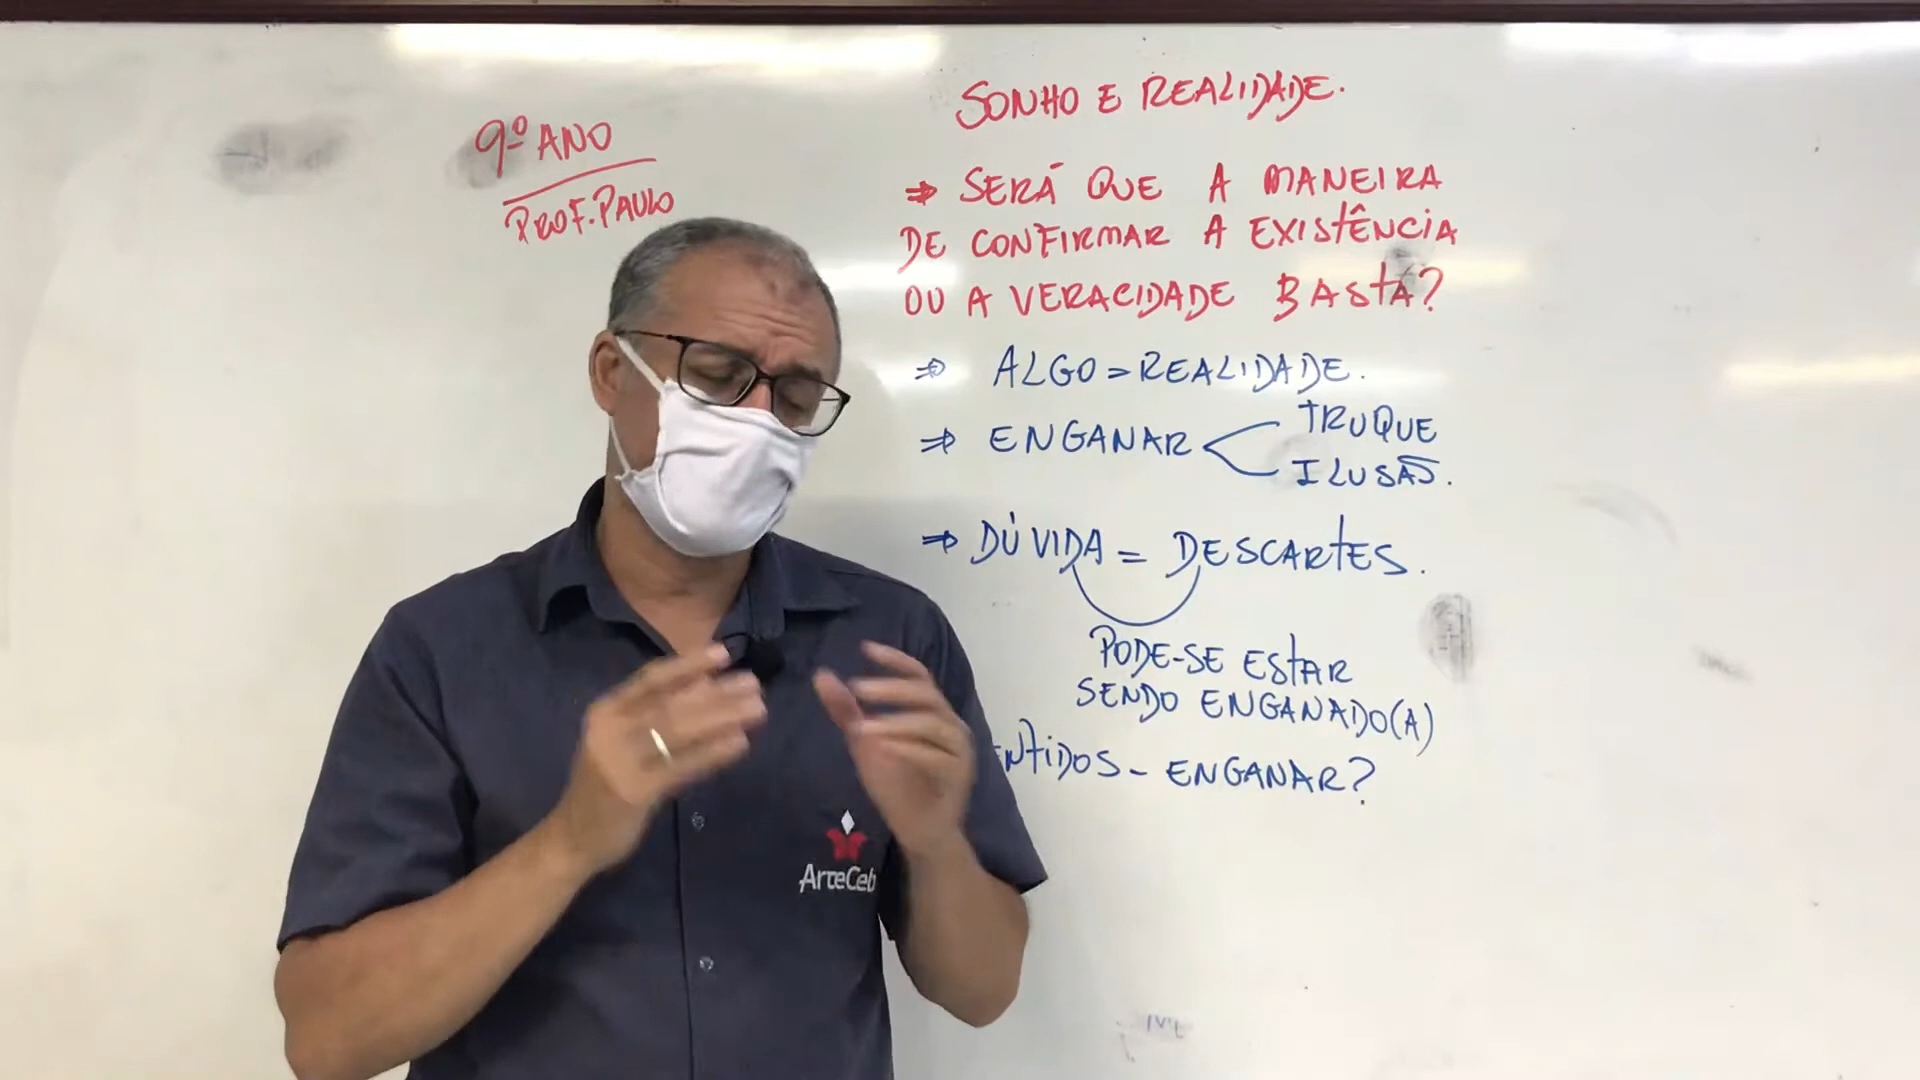 9º ANO
PROF. PAULO
SONHO E REALIDADE.
⇒ SERÁ QUE A MANEIRA
DE CONFIRMAR A EXISTÊNCIA
OU A VERACIDADE BASTA?
⇒ ALGO = REALIDADE.
⇒ ENGANAR < TRUQUE
ILUSÃO.
⇒ DÚVIDA = DESCARTES.
PODE-SE ESTAR
SENDO ENGANADO(A)
NTIDOS - ENGANAR?
ArteCeb